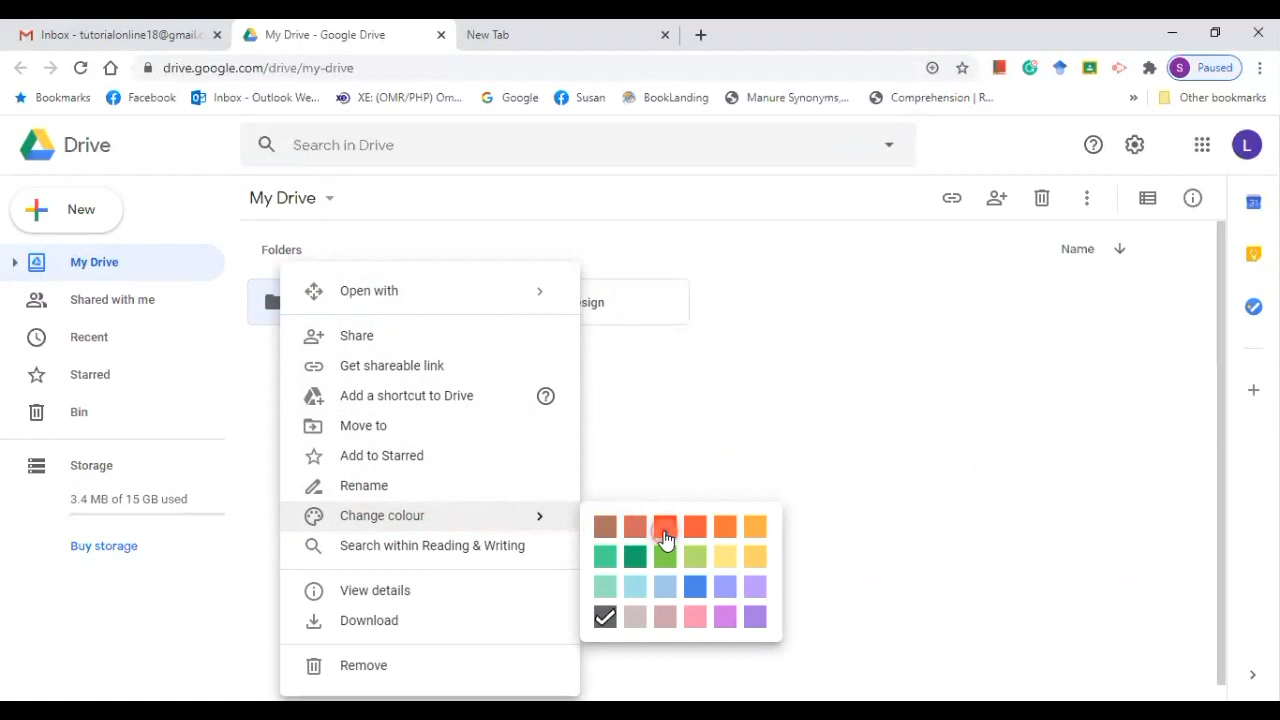 Inbox - tutorialonline18@gmail.c
My Drive - Google Drive
New Tab
drive.google.com/drive/my-drive
S Paused
Bookmarks
Facebook
Inbox - Outlook We...
XE: (OMR/PHP) Om...
Google
Susan
BookLanding
Manure Synonyms,...
Comprehension | R...
Other bookmarks
Drive
Search in Drive
L
New
My Drive
My Drive
Shared with me
Recent
Starred
Bin
Storage
3.4 MB of 15 GB used
Buy storage
Folders
Name
esign
Open with
Share
Get shareable link
Add a shortcut to Drive
Move to
Add to Starred
Rename
Change colour
Search within Reading & Writing
View details
Download
Remove
31